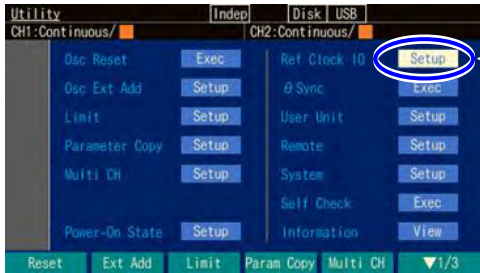 Utility Indep Disk USB
CH1:Continuous/ CH2:Continuous/
Osc Reset Exec Ref Clock IO Setup
Osc Ext Add Setup θ Sync Exec
Limit Setup User Unit Setup
Parameter Copy Setup Remote Setup
Multi CH Setup System Setup
Self Check Exec
Power-On State Setup Information View
Reset Ext Add Limit Param Copy Multi CH ▼1/3